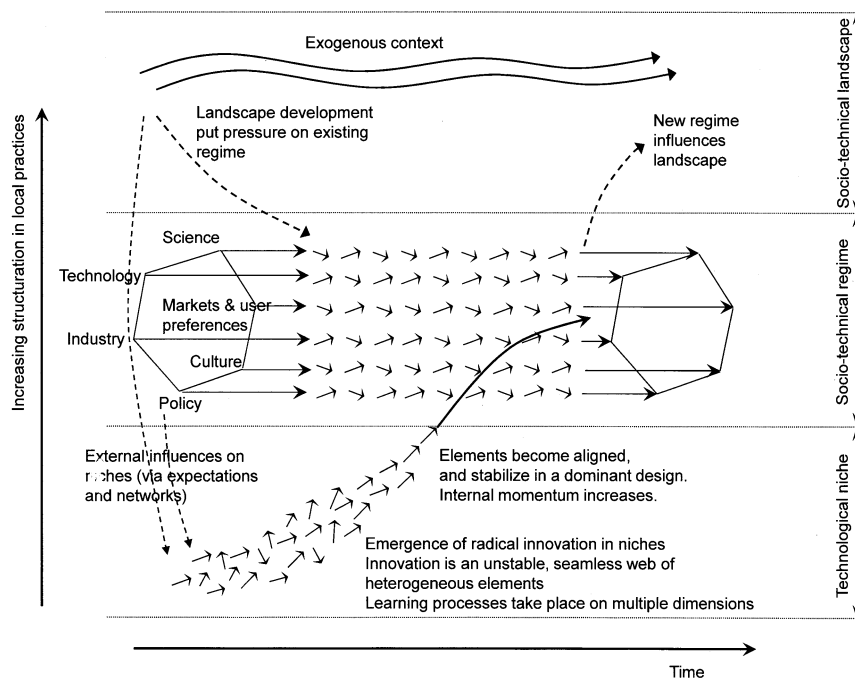 Exogenous context
Landscape development
put pressure on existing
regime
New regime
influences
landscape
Socio-technical landscape
Increasing structuration in local practices
Science
Technology
Markets & user
preferences
Industry
Culture
Policy
Socio-technical regime
External influences on
niches (via expectations
and networks)
Elements become aligned,
and stabilize in a dominant design.
Internal momentum increases.
Emergence of radical innovation in niches
Innovation is an unstable, seamless web of
heterogeneous elements
Learning processes take place on multiple dimensions
Technological niche
Time